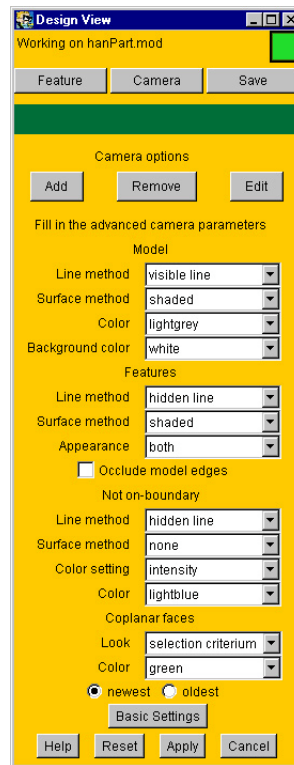 Design View
Working on hanPart.mod
Feature Camera Save
Camera options
Add Remove Edit
Fill in the advanced camera parameters
Model
Line method visible line
Surface method shaded
Color lightgrey
Background color white
Features
Line method hidden line
Surface method shaded
Appearance both
Occlude model edges
Not on-boundary
Line method hidden line
Surface method none
Color setting intensity
Color lightblue
Coplanar faces
Look selection criterium
Color green
newest oldest
Basic Settings
Help Reset Apply Cancel